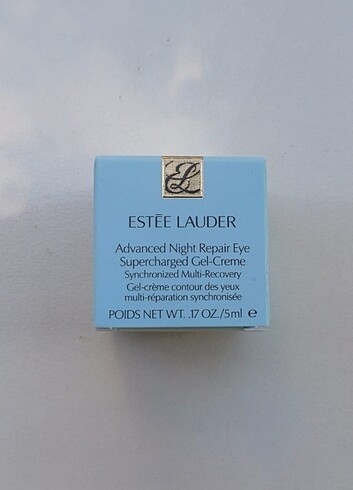 EL
ESTĒE LAUDER
Advanced Night Repair Eye
Supercharged Gel-Creme
Synchronized Multi-Recovery
Gel-crème contour des yeux
multi-réparation synchronisée
POIDS NET WT. .17 OZ./5ml e